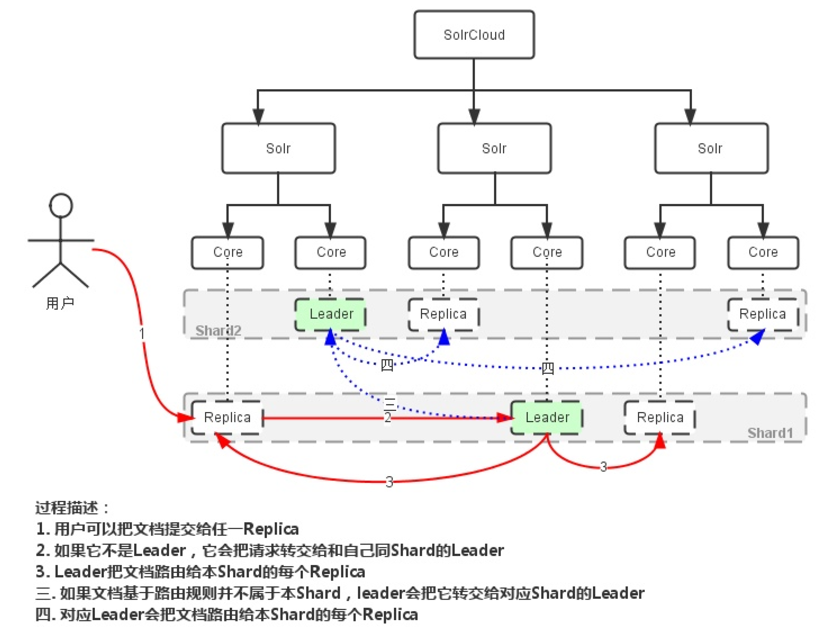 SolrCloud
Solr Solr Solr
Core Core Core Core Core Core
用户
1
Leader Replica Replica
Shard2
四 四
三
Replica 2 Leader Replica
Shard1
3 3
过程描述：
1. 用户可以把文档提交给任一Replica
2. 如果它不是Leader，它会把请求转交给和自己同Shard的Leader
3. Leader把文档路由给本Shard的每个Replica
三. 如果文档基于路由规则并不属于本Shard，leader会把它转交给对应Shard的Leader
四. 对应Leader会把文档路由给本Shard的每个Replica